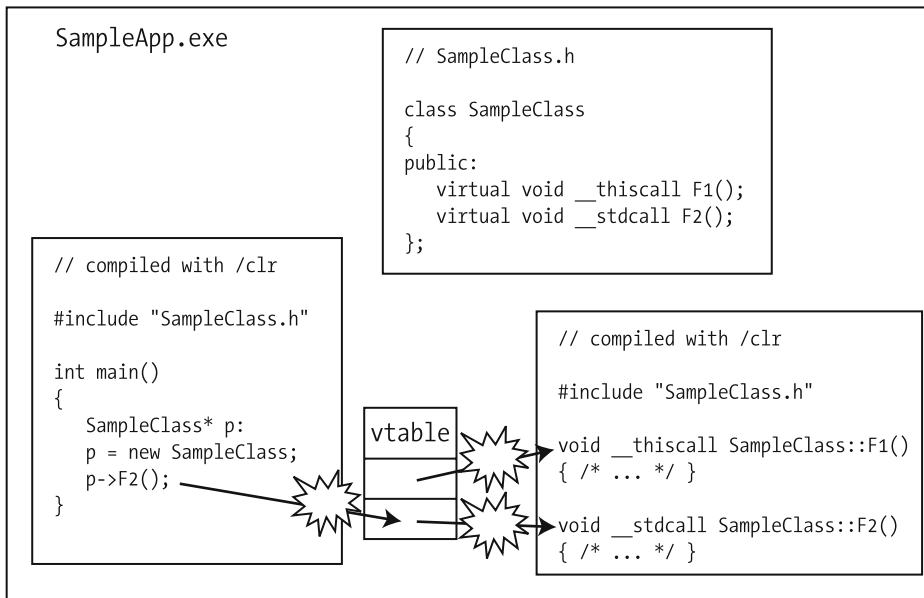 SampleApp.exe
// SampleClass.h
class SampleClass
{
public:
virtual void __thiscall F1();
virtual void __stdcall F2();
};
// compiled with /clr
#include "SampleClass.h"
int main()
{
SampleClass* p:
p = new SampleClass;
p->F2();
}
vtable
// compiled with /clr
#include "SampleClass.h"
void __thiscall SampleClass::F1()
{ /* ... */ }
void __stdcall SampleClass::F2()
{ /* ... */ }